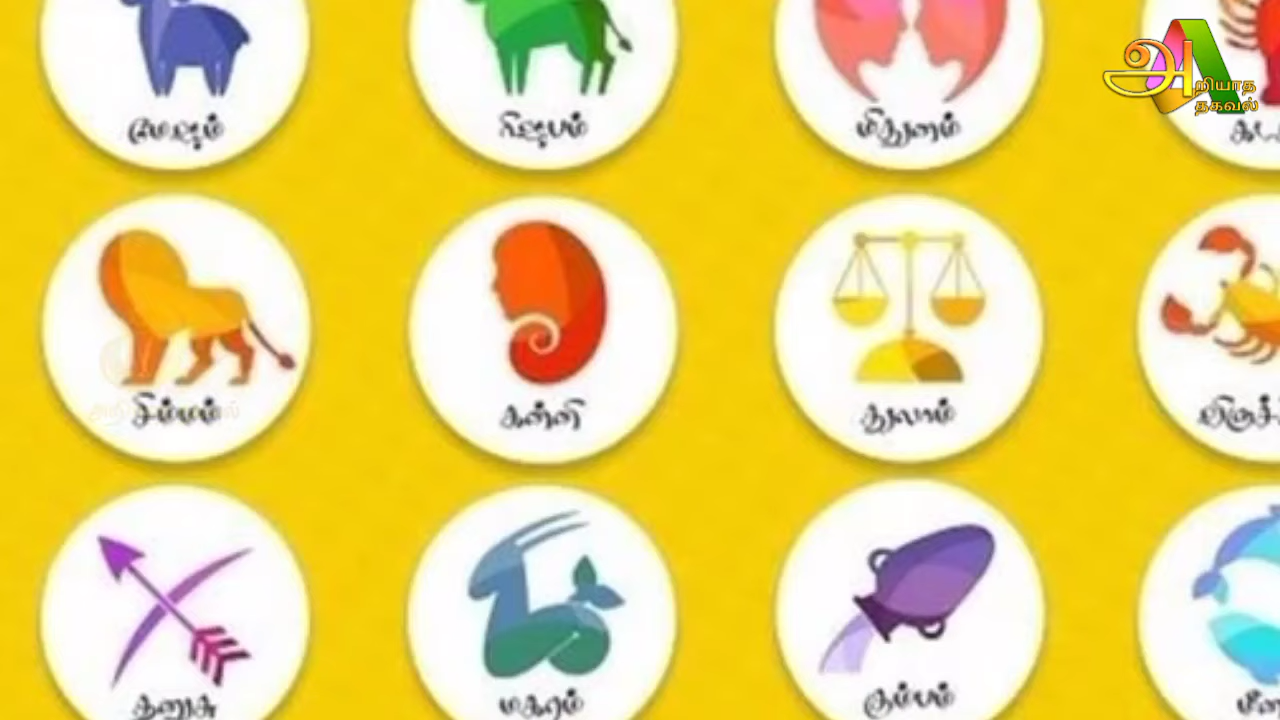 அறியாத
தகவல்
மேஷம்
ரிஷபம்
மிதுனம்
சிம்மம்
கன்னி
துலாம்
தனுசு
மகரம்
கும்பம்